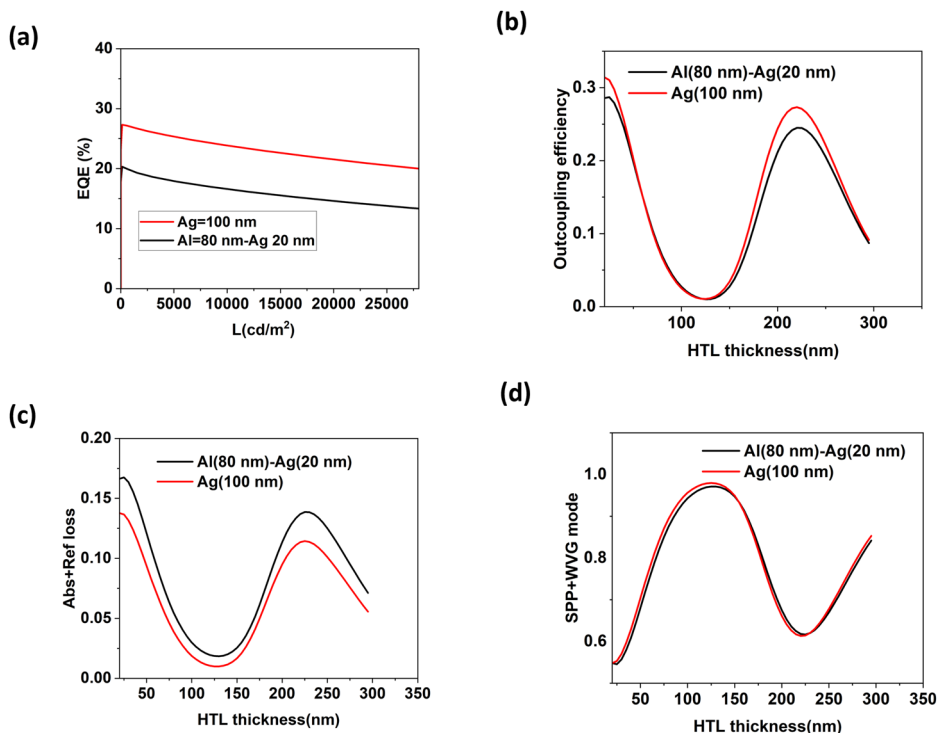 (a)
40
30
20
10
0
EQE (%)
Ag=100 nm
Al=80 nm-Ag 20 nm
0 5000 10000 15000 20000 25000
L(cd/m²)
(b)
0.3
0.2
0.1
0.0
Outcoupling efficiency
Al(80 nm)-Ag(20 nm)
Ag(100 nm)
100 200 300
HTL thickness(nm)
(c)
0.20
0.15
0.10
0.05
0.00
Abs+Ref loss
Al(80 nm)-Ag(20 nm)
Ag(100 nm)
50 100 150 200 250 300 350
HTL thickness(nm)
(d)
1.0
0.8
0.6
SPP+WVG mode
Al(80 nm)-Ag(20 nm)
Ag(100 nm)
50 100 150 200 250 300 350
HTL thickness(nm)